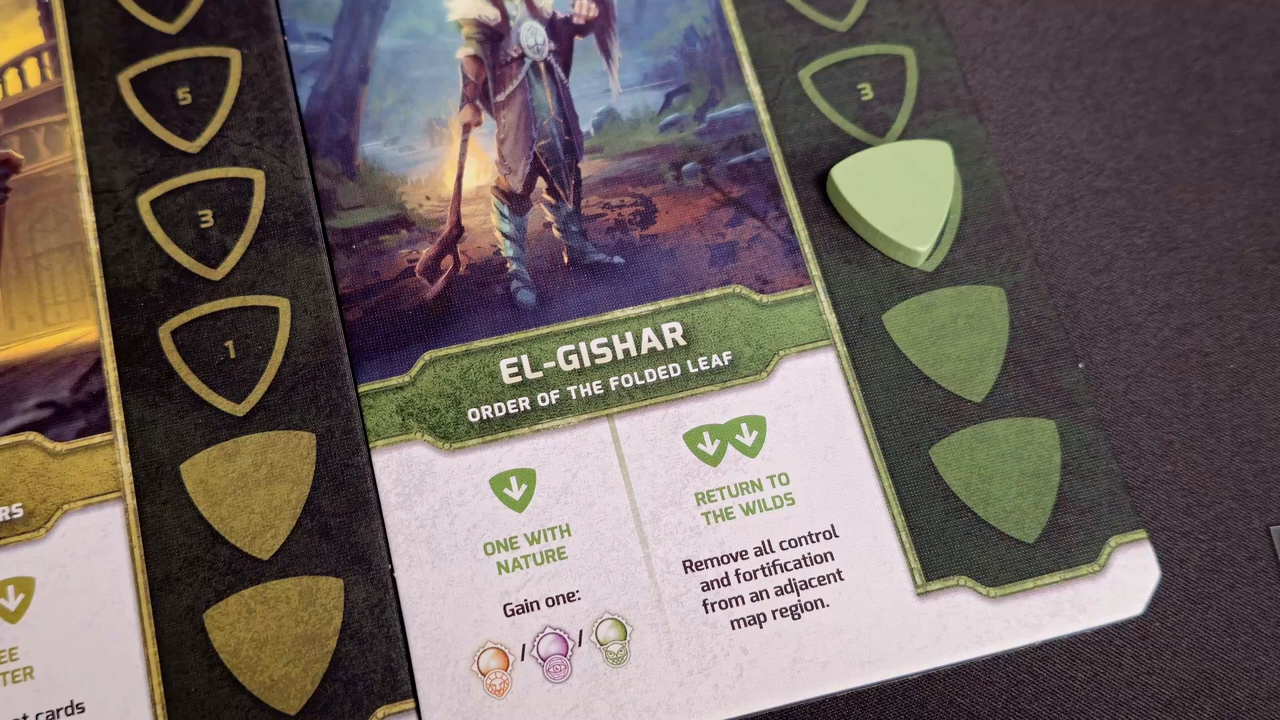 5
3
1
RS
EE
TER
t cards
3
EL-GISHAR
ORDER OF THE FOLDED LEAF
ONE WITH
NATURE
Gain one:
/ /
RETURN TO
THE WILDS
Remove all control
and fortification
from an adjacent
map region.